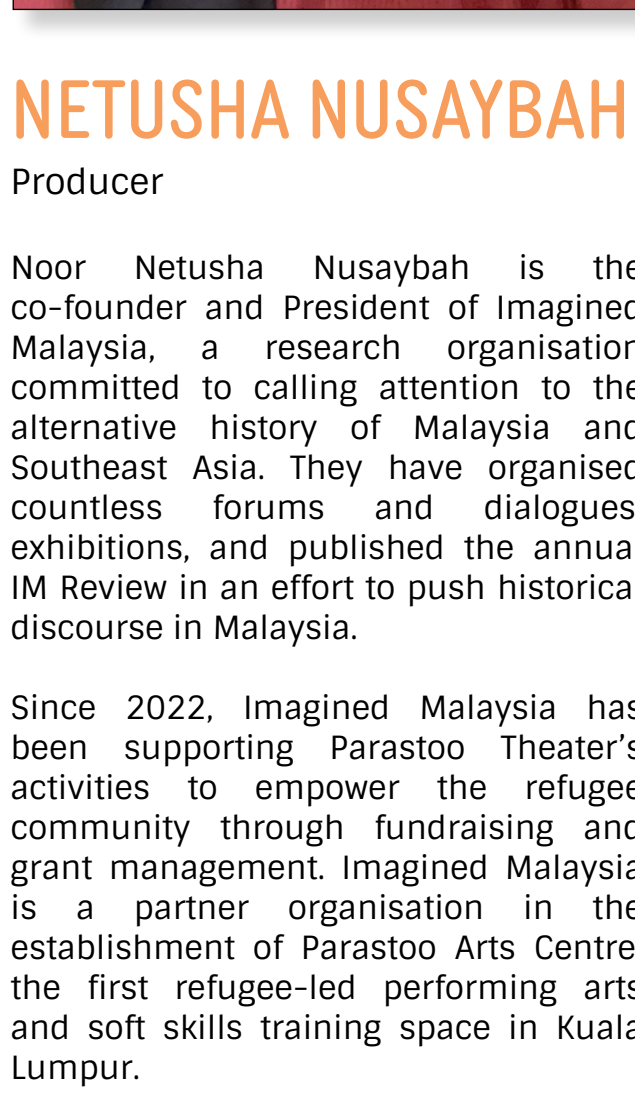 NETUSHA NUSAYBAH
Producer
Noor Netusha Nusaybah is the
co-founder and President of Imagined
Malaysia, a research organisation
committed to calling attention to the
alternative history of Malaysia and
Southeast Asia. They have organised
countless forums and dialogues
exhibitions, and published the annual
IM Review in an effort to push historical
discourse in Malaysia.
Since 2022, Imagined Malaysia has
been supporting Parastoo Theater’s
activities to empower the refugee
community through fundraising and
grant management. Imagined Malaysia
is a partner organisation in the
establishment of Parastoo Arts Centre
the first refugee-led performing arts
and soft skills training space in Kuala
Lumpur.